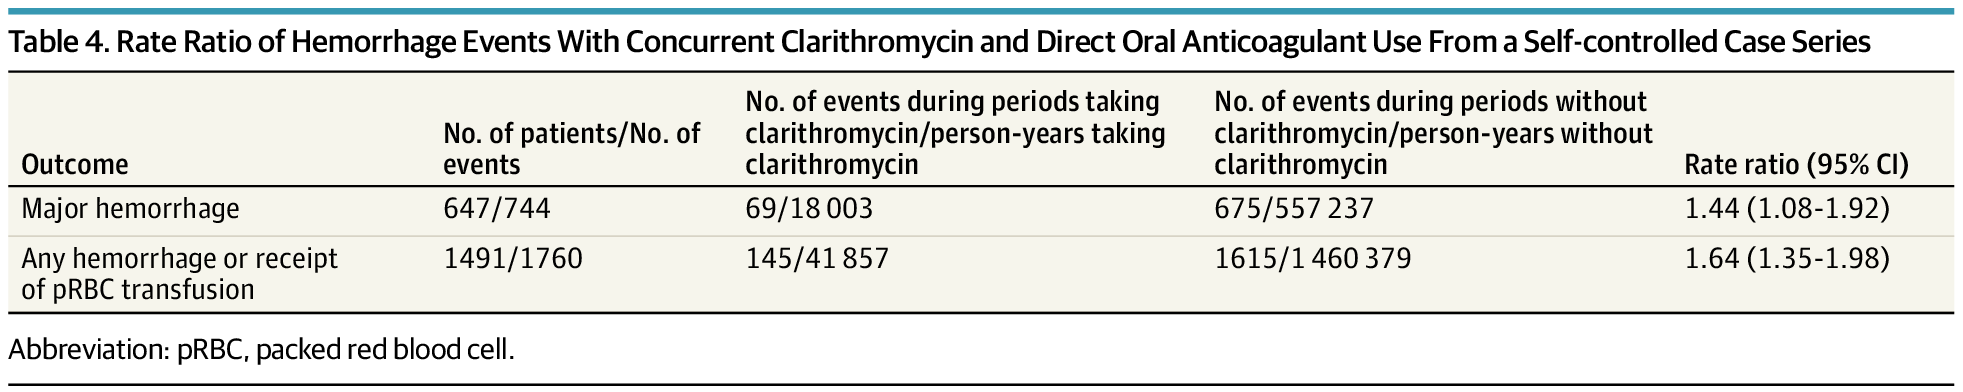 Table 4. Rate Ratio of Hemorrhage Events With Concurrent Clarithromycin and Direct Oral Anticoagulant Use From a Self-controlled Case Series
Outcome
No. of patients/No. of
events
No. of events during periods taking
clarithromycin/person-years taking
clarithromycin
No. of events during periods without
clarithromycin/person-years without
clarithromycin
Rate ratio (95% CI)
Major hemorrhage 647/744 69/18 003 675/557 237 1.44 (1.08-1.92)
Any hemorrhage or receipt 1491/1760 145/41 857 1615/1 460 379 1.64 (1.35-1.98)
of pRBC transfusion
Abbreviation: pRBC, packed red blood cell.